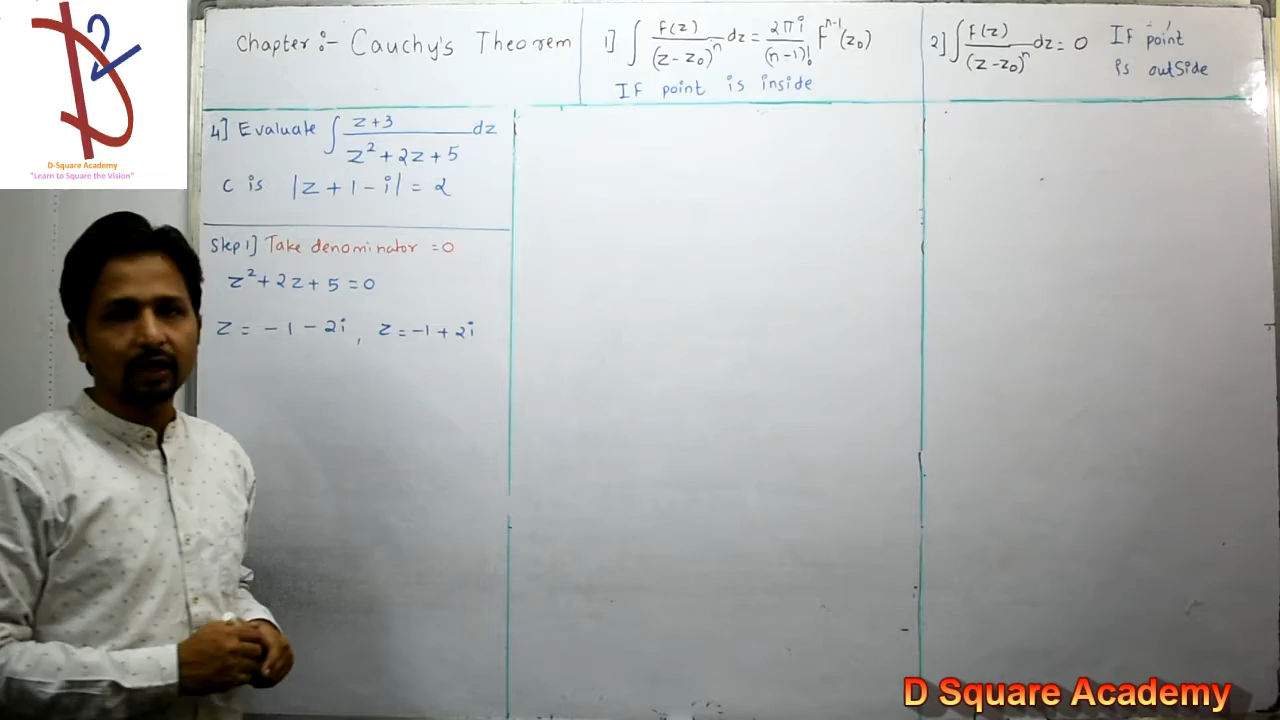 D-Square Academy
"Learn to Square the Vision"
Chapter :- Cauchy's Theorem
1] ∫ F(z)/(z-z₀)ⁿ dz = 2πi/(n-1)! Fⁿ⁻¹(z₀)
IF point is inside
2] ∫ F(z)/(z-z₀)ⁿ dz = 0 If point
is outside
4] Evaluate ∫ z+3/z²+2z+5 dz
C is |z+1-i| = 2
Step 1] Take denominator = 0
z²+2z+5 = 0
z = -1-2i , z = -1+2i
D Square Academy